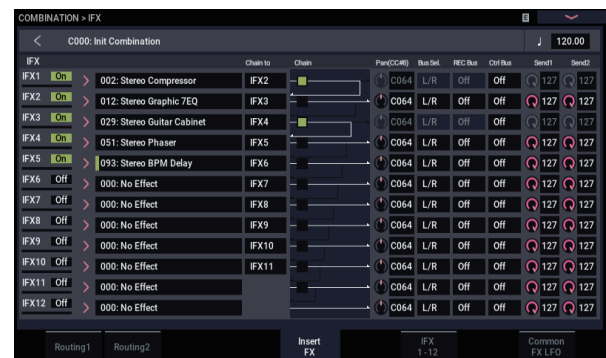 COMBINATION > IFX E
C000: Init Combination ♩ 120.00
IFX Chain to Chain Pan(CC#8) Bus Sel. REC Bus Ctrl Bus Send1 Send2
IFX1 On 002: Stereo Compressor IFX2 C064 L/R Off Off 127 127
IFX2 On 012: Stereo Graphic 7EQ IFX3 C064 L/R Off Off 127 127
IFX3 On 029: Stereo Guitar Cabinet IFX4 C064 L/R Off Off 127 127
IFX4 On 051: Stereo Phaser IFX5 C064 L/R Off Off 127 127
IFX5 On 093: Stereo BPM Delay IFX6 C064 L/R Off Off 127 127
IFX6 Off 000: No Effect IFX7 C064 L/R Off Off 127 127
IFX7 Off 000: No Effect IFX8 C064 L/R Off Off 127 127
IFX8 Off 000: No Effect IFX9 C064 L/R Off Off 127 127
IFX9 Off 000: No Effect IFX10 C064 L/R Off Off 127 127
IFX10 Off 000: No Effect IFX11 C064 L/R Off Off 127 127
IFX11 Off 000: No Effect C064 L/R Off Off 127 127
IFX12 Off 000: No Effect C064 L/R Off Off 127 127
Routing1 Routing2 Insert FX IFX 1-12 Common FX LFO